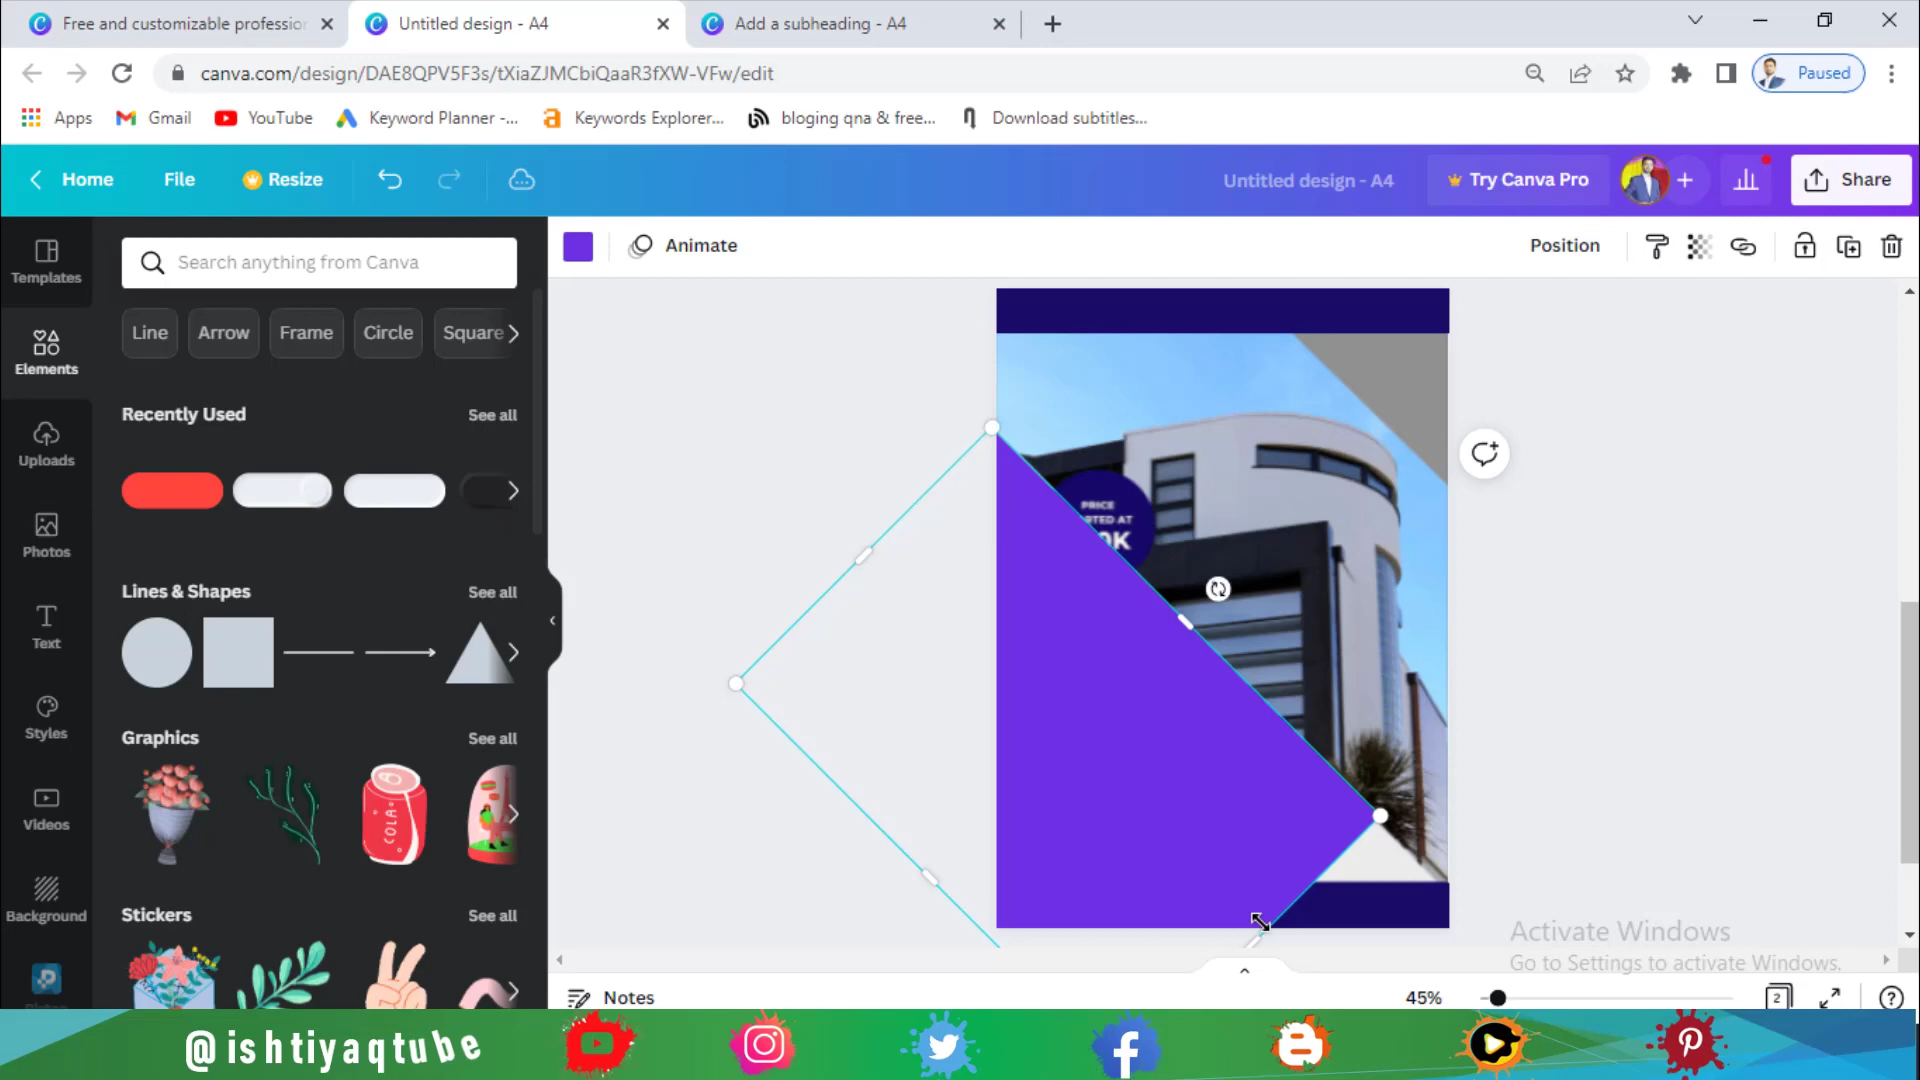 Free and customizable professio
Untitled design - A4
Add a subheading - A4
canva.com/design/DAE8QPV5F3s/tXiaZJMCbiQaaR3fXW-VFw/edit
Paused
Apps
Gmail
YouTube
Keyword Planner -...
Keywords Explorer...
bloging qna & free...
Download subtitles...
Home
File
Resize
Untitled design - A4
Try Canva Pro
Share
Templates
Elements
Uploads
Photos
Text
Styles
Videos
Background
Search anything from Canva
Line
Arrow
Frame
Circle
Square
Recently Used
See all
Lines & Shapes
See all
Graphics
See all
COLA
Stickers
See all
Animate
Position
PRICE
RTED AT
0K
Activate Windows
Go to Settings to activate Windows.
Notes
45%
2
@ishtiyaqtube